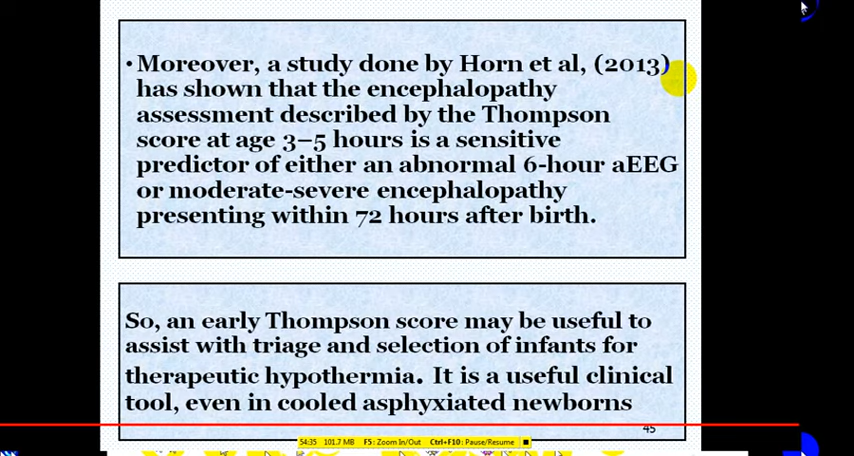 • Moreover, a study done by Horn et al, (2013)
has shown that the encephalopathy
assessment described by the Thompson
score at age 3–5 hours is a sensitive
predictor of either an abnormal 6-hour aEEG
or moderate-severe encephalopathy
presenting within 72 hours after birth.
So, an early Thompson score may be useful to
assist with triage and selection of infants for
therapeutic hypothermia. It is a useful clinical
tool, even in cooled asphyxiated newborns
45
54:35 101.7 MB F5: Zoom In/Out Ctrl+F10: Pause/Resume